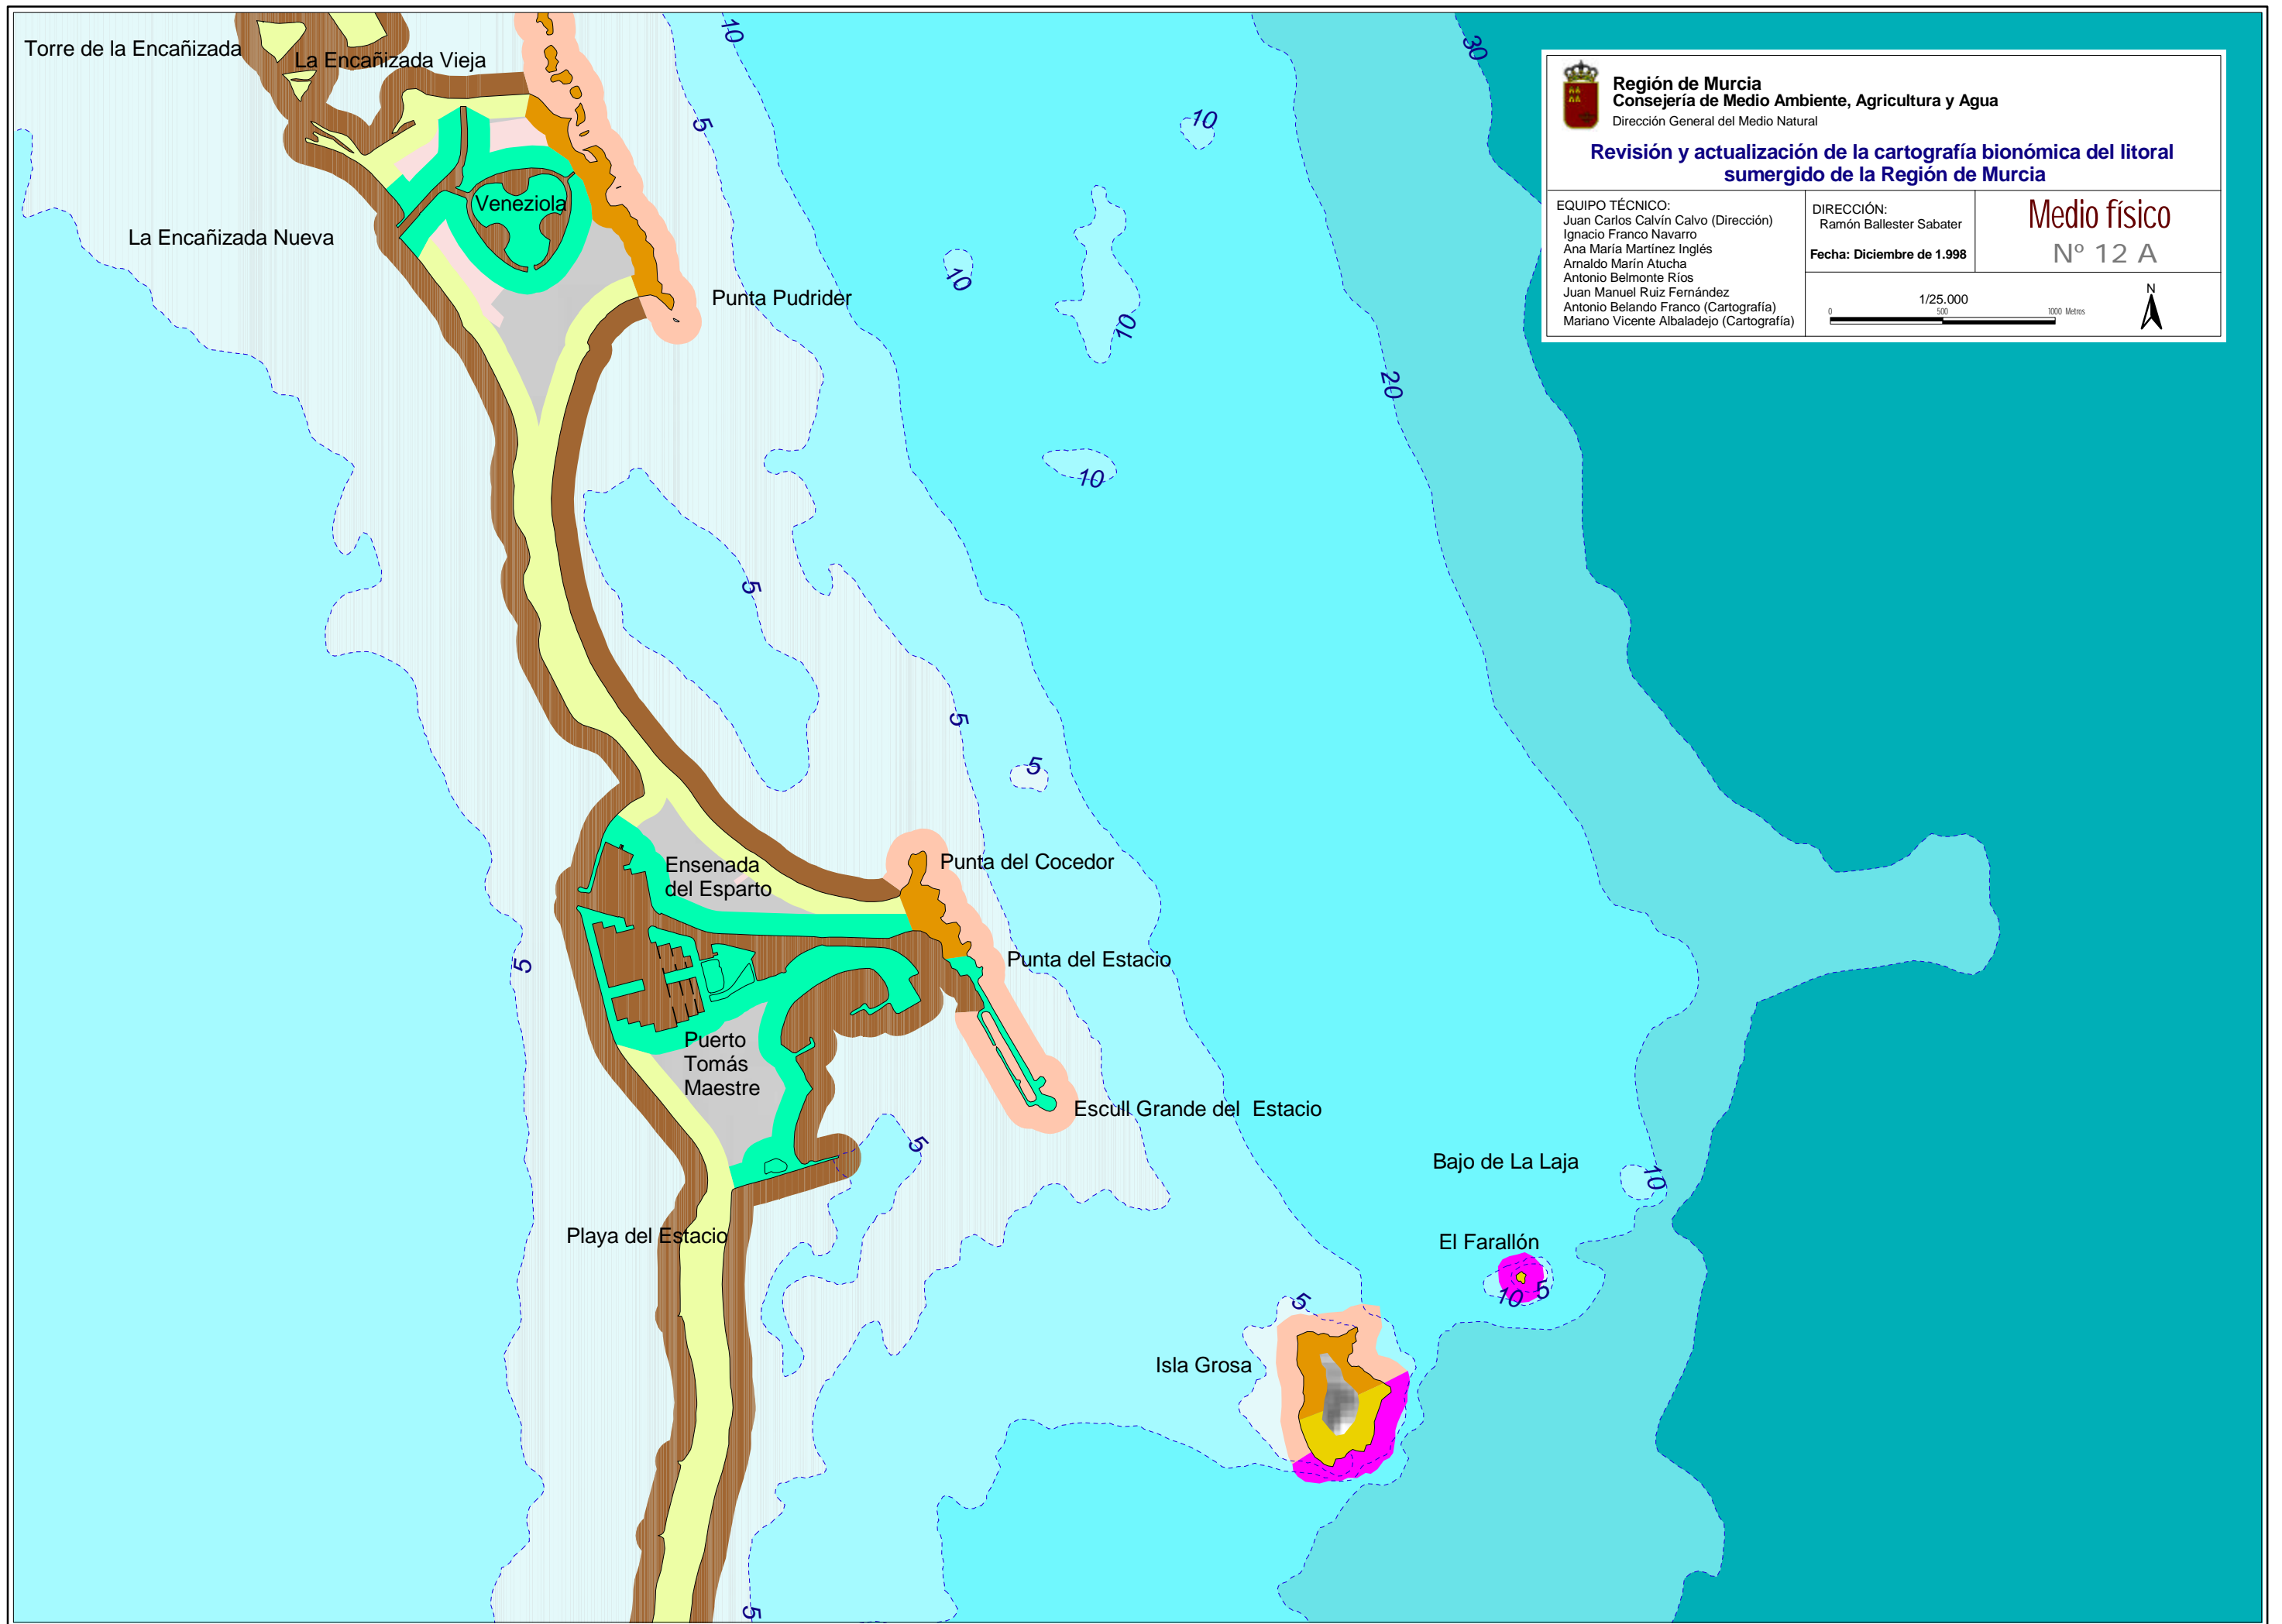 Torre de la Encañizada
La Encañizada Vieja
10
30
5
10
Veneziola
La Encañizada Nueva
Punta Pudrider
10
10
20
10
5
5
5
Ensenada
del Esparto
Punta del Cocedor
Punta del Estacio
5
Puerto
Tomás
Maestre
Escull Grande del Estacio
5
Bajo de La Laja
10
Playa del Estacio
El Farallón
10
5
5
Isla Grosa
5
Región de Murcia
Consejería de Medio Ambiente, Agricultura y Agua
Dirección General del Medio Natural
Revisión y actualización de la cartografía bionómica del litoral
sumergido de la Región de Murcia
EQUIPO TÉCNICO:
Juan Carlos Calvín Calvo (Dirección)
Ignacio Franco Navarro
Ana María Martínez Inglés
Arnaldo Marín Atucha
Antonio Belmonte Ríos
Juan Manuel Ruiz Fernández
Antonio Belando Franco (Cartografía)
Mariano Vicente Albaladejo (Cartografía)
DIRECCIÓN:
Ramón Ballester Sabater
Fecha: Diciembre de 1.998
Medio físico
Nº 12 A
1/25.000
0 500 1000 Metros
N